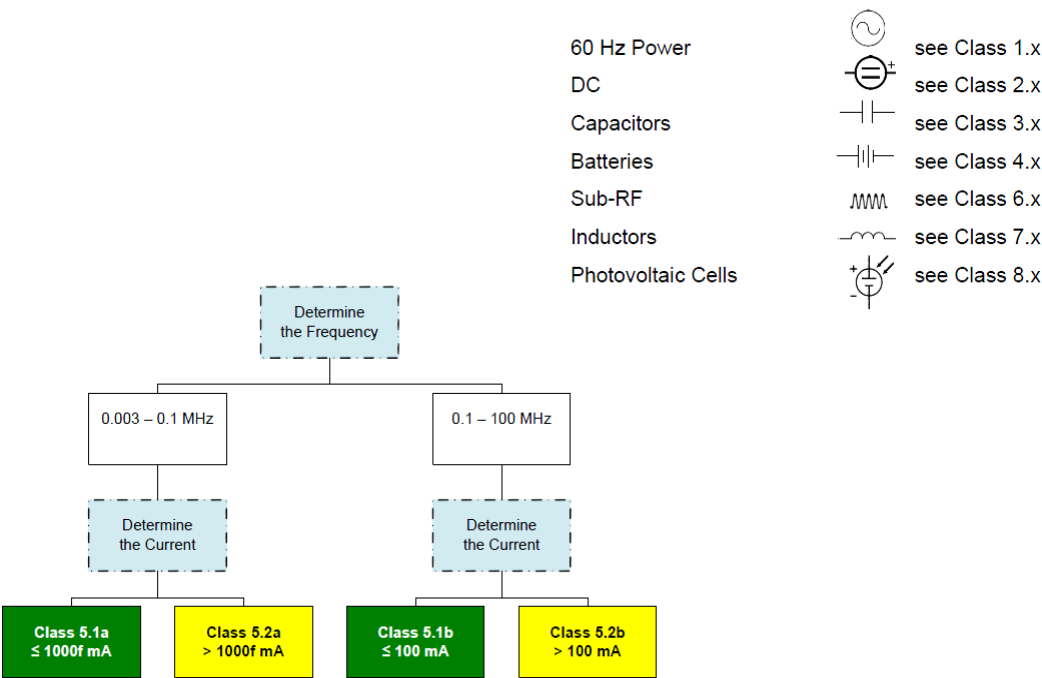 60 Hz Power see Class 1.x
DC see Class 2.x
Capacitors see Class 3.x
Batteries see Class 4.x
Sub-RF see Class 6.x
Inductors see Class 7.x
Photovoltaic Cells see Class 8.x
Determine
the Frequency
0.003 – 0.1 MHz
0.1 – 100 MHz
Determine
the Current
Determine
the Current
Class 5.1a
≤ 1000f mA
Class 5.2a
> 1000f mA
Class 5.1b
≤ 100 mA
Class 5.2b
> 100 mA